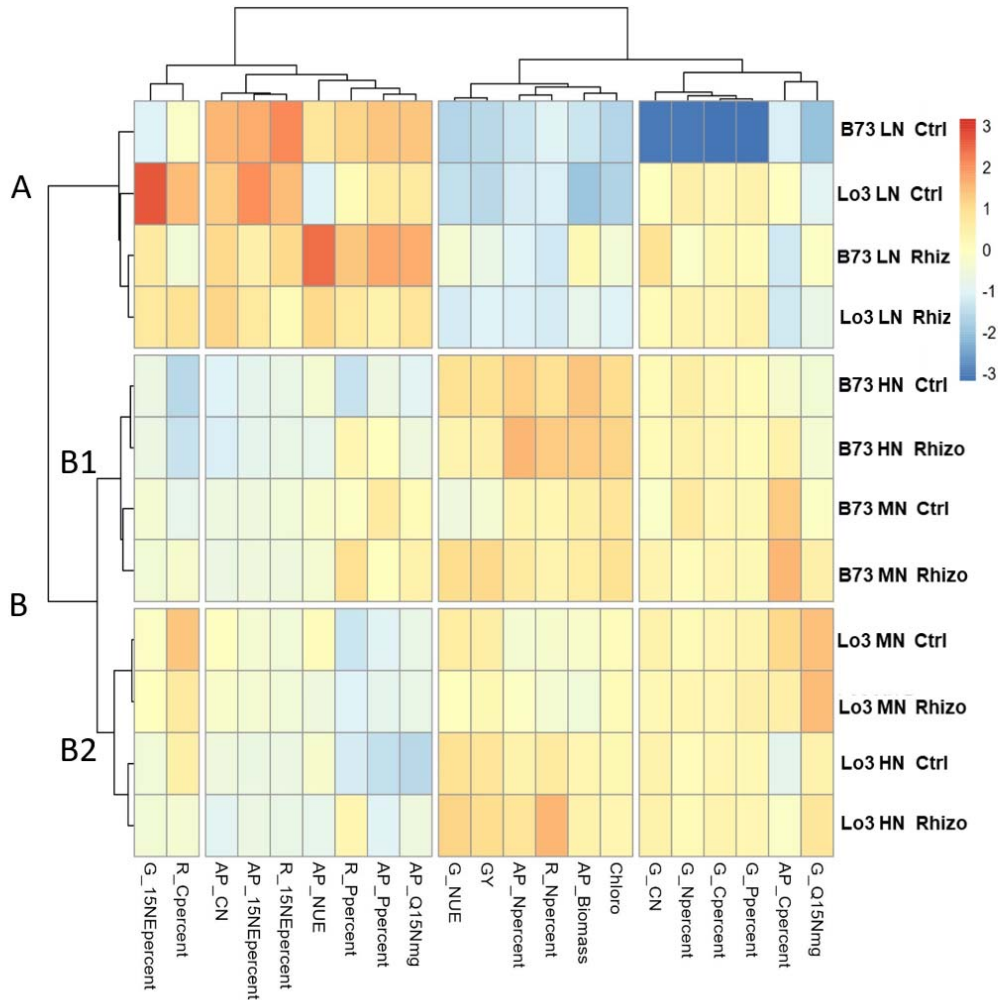 B73 LN Ctrl
3
A
Lo3 LN Ctrl
2
1
B73 LN Rhiz
0
-1
Lo3 LN Rhiz
-2
-3
B73 HN Ctrl
B1
B73 HN Rhizo
B73 MN Ctrl
B73 MN Rhizo
B
Lo3 MN Ctrl
Lo3 MN Rhizo
B2
Lo3 HN Ctrl
Lo3 HN Rhizo
G_15NEpercent
R_Cpercent
AP_CN
AP_15NEpercent
R_15NEpercent
AP_NUE
R_Ppercent
AP_Ppercent
AP_Q15Nmg
G_NUE
GY
AP_Npercent
R_Npercent
AP_Biomass
Chloro
G_CN
G_Npercent
G_Cpercent
G_Ppercent
AP_Cpercent
G_Q15Nmg